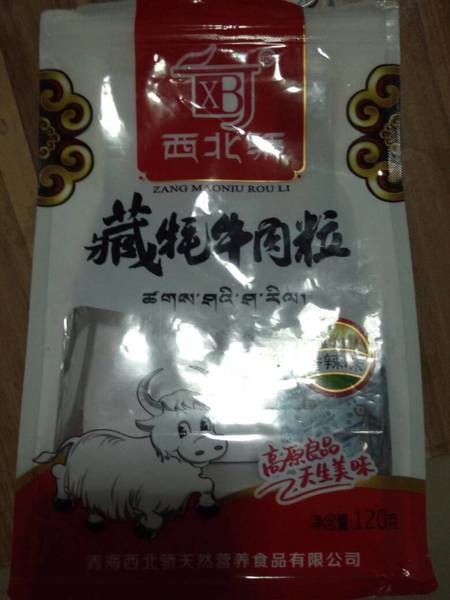 XB
西北骄
ZANG MAONIU ROU LI
藏牦牛肉粒
辣味
高原良品
天生美味
净含量:120克
青海西北骄天然营养食品有限公司